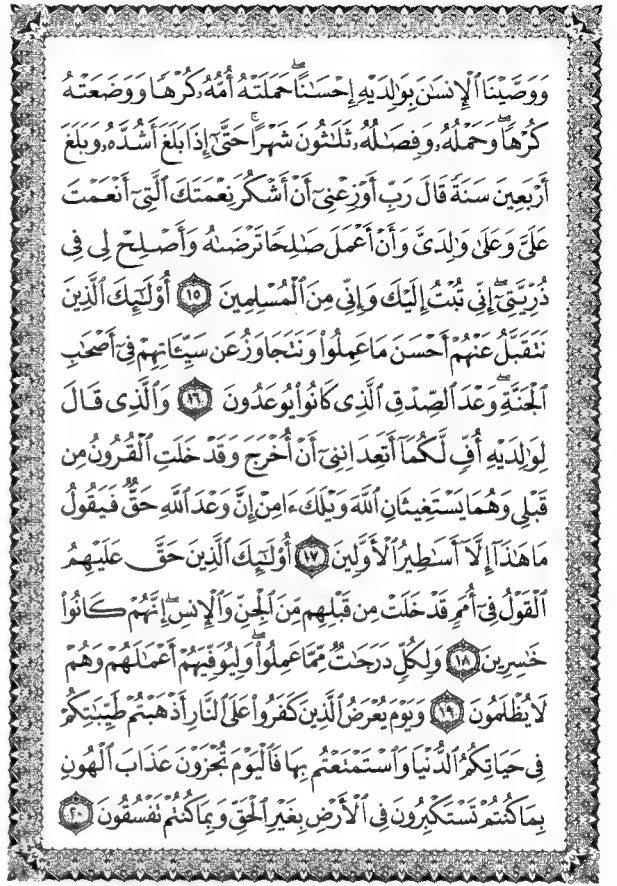 وَوَصَّيْنَا ٱلْإِنسَٰنَ بِوَٰلِدَيْهِ إِحْسَٰنًاۖ حَمَلَتْهُ أُمُّهُۥ كُرْهًا وَوَضَعَتْهُ
كُرْهًاۖ وَحَمْلُهُۥ وَفِصَٰلُهُۥ ثَلَٰثُونَ شَهْرًاۚ حَتَّىٰٓ إِذَا بَلَغَ أَشُدَّهُۥ وَبَلَغَ
أَرْبَعِينَ سَنَةً قَالَ رَبِّ أَوْزِعْنِىٓ أَنْ أَشْكُرَ نِعْمَتَكَ ٱلَّتِىٓ أَنْعَمْتَ
عَلَىَّ وَعَلَىٰ وَٰلِدَىَّ وَأَنْ أَعْمَلَ صَٰلِحًا تَرْضَىٰهُ وَأَصْلِحْ لِى فِى
ذُرِّيَّتِىٓۖ إِنِّى تُبْتُ إِلَيْكَ وَإِنِّى مِنَ ٱلْمُسْلِمِينَ ١٥ أُو۟لَٰٓئِكَ ٱلَّذِينَ
نَتَقَبَّلُ عَنْهُمْ أَحْسَنَ مَا عَمِلُوا۟ وَنَتَجَاوَزُ عَن سَيِّـَٔاتِهِمْ فِىٓ أَصْحَٰبِ
ٱلْجَنَّةِۖ وَعْدَ ٱلصِّدْقِ ٱلَّذِى كَانُوا۟ يُوعَدُونَ ١٦ وَٱلَّذِى قَالَ
لِوَٰلِدَيْهِ أُفٍّ لَّكُمَآ أَتَعِدَانِنِىٓ أَنْ أُخْرَجَ وَقَدْ خَلَتِ ٱلْقُرُونُ مِن
قَبْلِى وَهُمَا يَسْتَغِيثَانِ ٱللَّهَ وَيْلَكَ ءَامِنْ إِنَّ وَعْدَ ٱللَّهِ حَقٌّ فَيَقُولُ
مَا هَٰذَآ إِلَّآ أَسَٰطِيرُ ٱلْأَوَّلِينَ ١٧ أُو۟لَٰٓئِكَ ٱلَّذِينَ حَقَّ عَلَيْهِمُ
ٱلْقَوْلُ فِىٓ أُمَمٍ قَدْ خَلَتْ مِن قَبْلِهِم مِّنَ ٱلْجِنِّ وَٱلْإِنسِۖ إِنَّهُمْ كَانُوا۟
خَٰسِرِينَ ١٨ وَلِكُلٍّ دَرَجَٰتٌ مِّمَّا عَمِلُوا۟ۖ وَلِيُوَفِّيَهُمْ أَعْمَٰلَهُمْ وَهُمْ
لَا يُظْلَمُونَ ١٩ وَيَوْمَ يُعْرَضُ ٱلَّذِينَ كَفَرُوا۟ عَلَى ٱلنَّارِ أَذْهَبْتُمْ طَيِّبَٰتِكُمْ
فِى حَيَاتِكُمُ ٱلدُّنْيَا وَٱسْتَمْتَعْتُم بِهَا فَٱلْيَوْمَ تُجْزَوْنَ عَذَابَ ٱلْهُونِ
بِمَا كُنتُمْ تَسْتَكْبِرُونَ فِى ٱلْأَرْضِ بِغَيْرِ ٱلْحَقِّ وَبِمَا كُنتُمْ تَفْسُقُونَ ٢٠